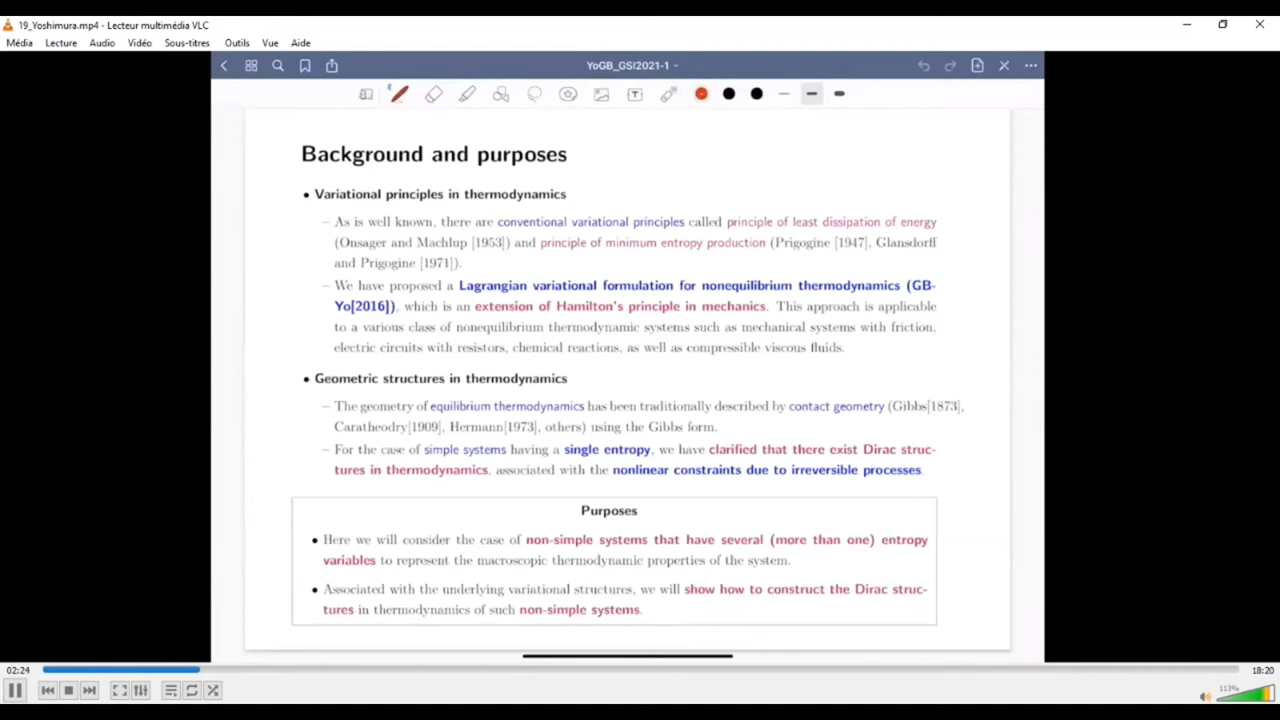 19_Yoshimura.mp4 - Lecteur multimédia VLC
Média Lecture Audio Vidéo Sous-titres Outils Vue Aide
YoGB_GSI2021-1
Background and purposes
• Variational principles in thermodynamics
– As is well known, there are conventional variational principles called principle of least dissipation of energy
(Onsager and Machlup [1953]) and principle of minimum entropy production (Prigogine [1947], Glansdorff
and Prigogine [1971]).
– We have proposed a Lagrangian variational formulation for nonequilibrium thermodynamics (GB-
Yo[2016]), which is an extension of Hamilton's principle in mechanics. This approach is applicable
to a various class of nonequilibrium thermodynamic systems such as mechanical systems with friction,
electric circuits with resistors, chemical reactions, as well as compressible viscous fluids.
• Geometric structures in thermodynamics
– The geometry of equilibrium thermodynamics has been traditionally described by contact geometry (Gibbs[1873],
Caratheodry[1909], Hermann[1973], others) using the Gibbs form.
– For the case of simple systems having a single entropy, we have clarified that there exist Dirac struc-
tures in thermodynamics, associated with the nonlinear constraints due to irreversible processes.
Purposes
• Here we will consider the case of non-simple systems that have several (more than one) entropy
variables to represent the macroscopic thermodynamic properties of the system.
• Associated with the underlying variational structures, we will show how to construct the Dirac struc-
tures in thermodynamics of such non-simple systems.
02:24 18:20
113%